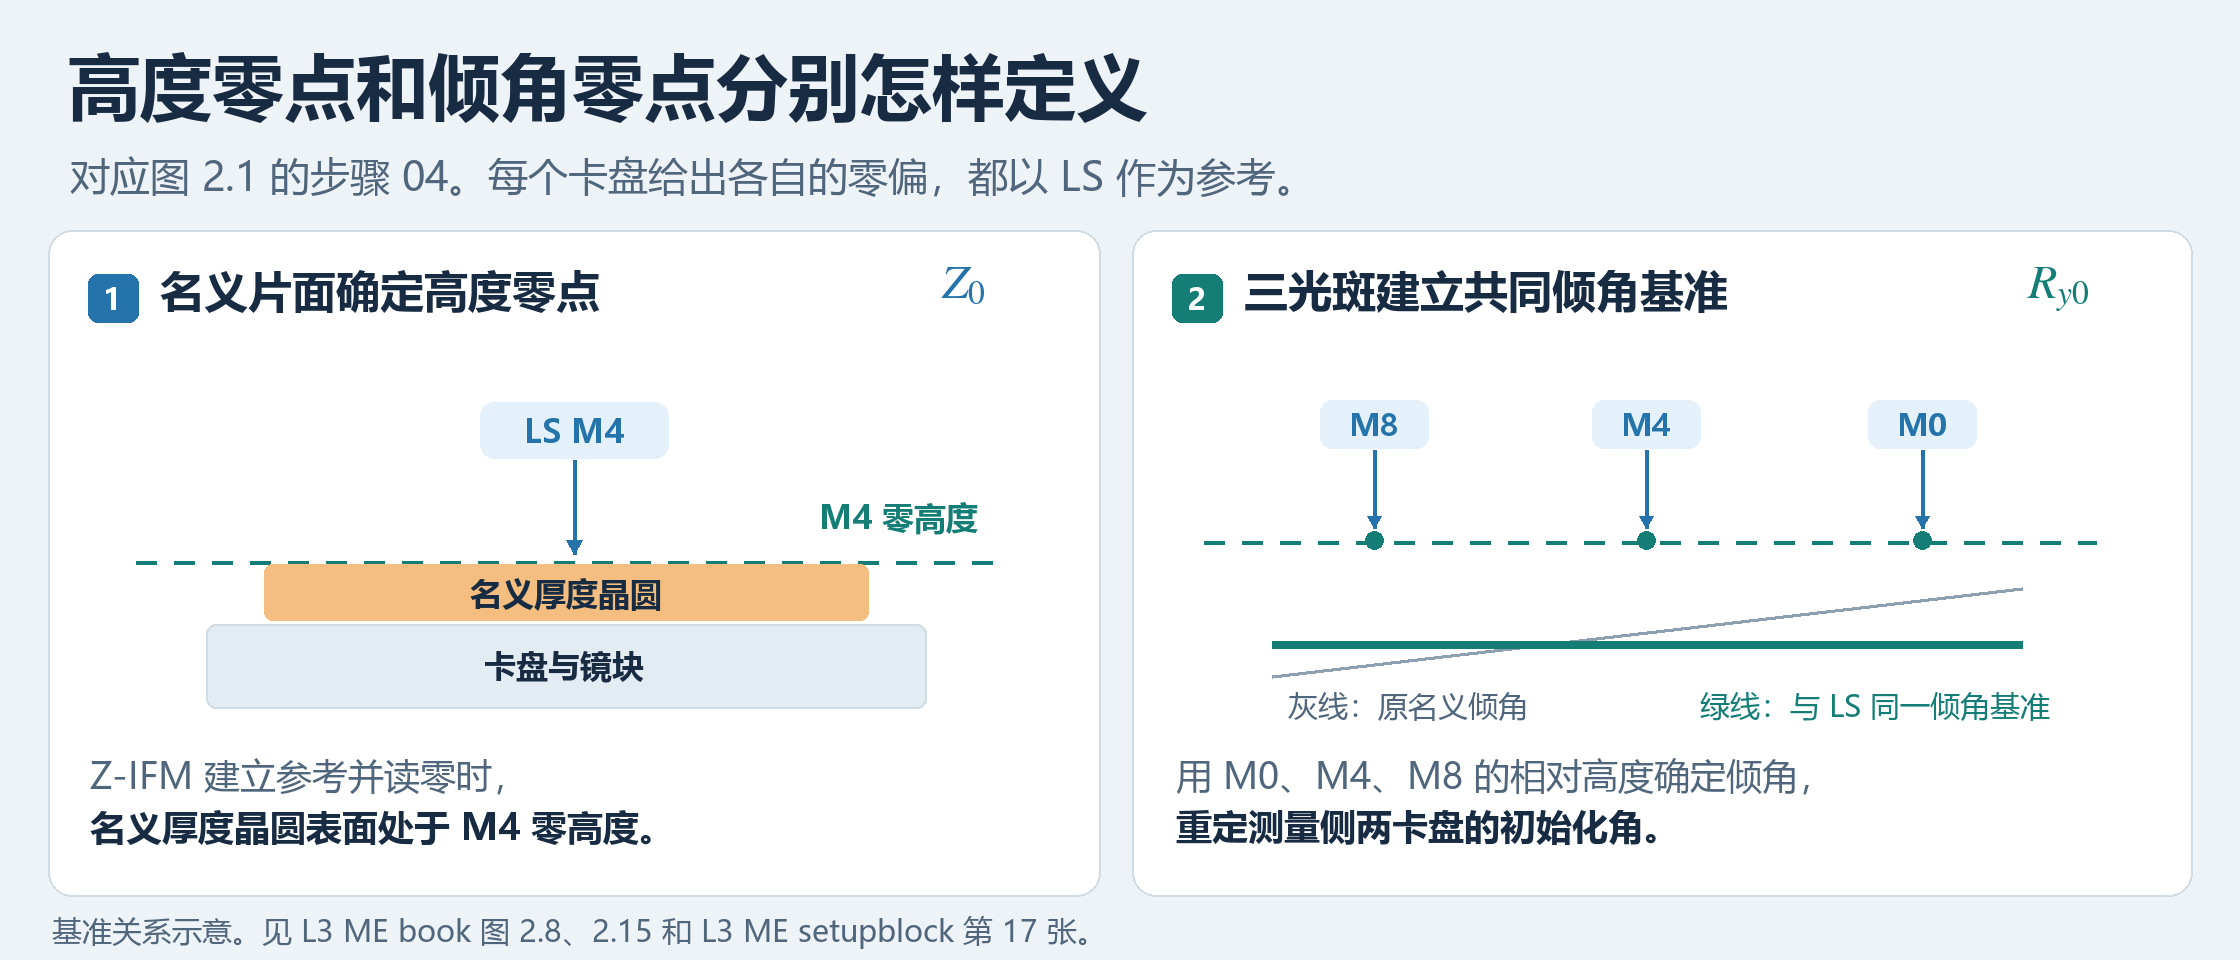 高度零点和倾角零点分别怎样定义
对应图 2.1 的步骤 04。每个卡盘给出各自的零偏，都以 LS 作为参考。
1 名义片面确定高度零点 Z0
LS M4
M4 零高度
名义厚度晶圆
卡盘与镜块
Z-IFM 建立参考并读零时，
名义厚度晶圆表面处于 M4 零高度。
2 三光斑建立共同倾角基准 Ry0
M8 M4 M0
灰线：原名义倾角 绿线：与 LS 同一倾角基准
用 M0、M4、M8 的相对高度确定倾角，
重定测量侧两卡盘的初始化角。
基准关系示意。见 L3 ME book 图 2.8、2.15 和 L3 ME setupblock 第 17 张。